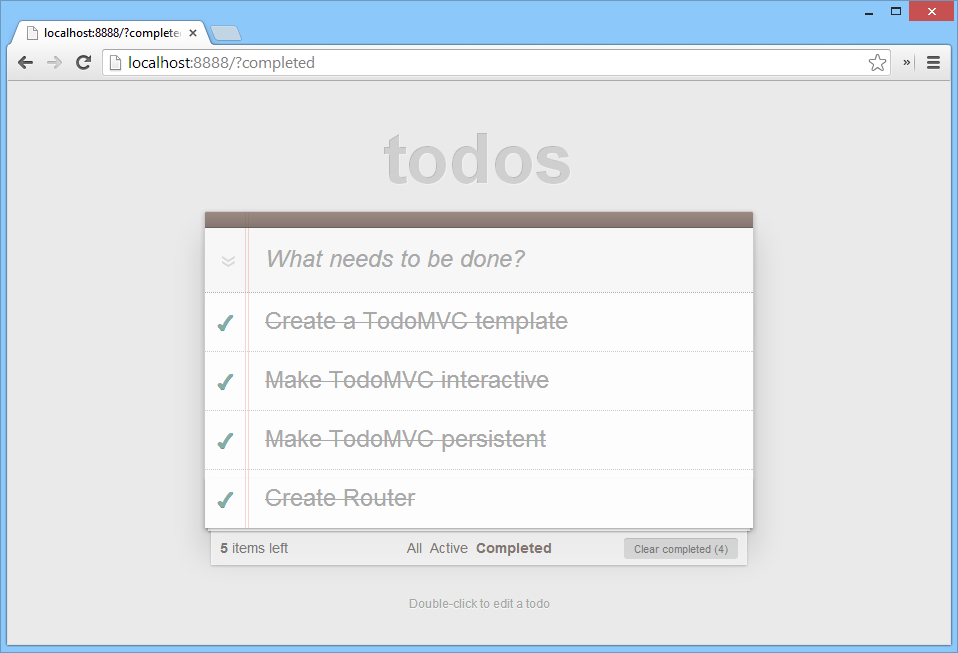 localhost:8888/?complete
localhost:8888/?completed
todos
What needs to be done?
Create a TodoMVC template
Make TodoMVC interactive
Make TodoMVC persistent
Create Router
5 items left All Active Completed Clear completed (4)
Double-click to edit a todo